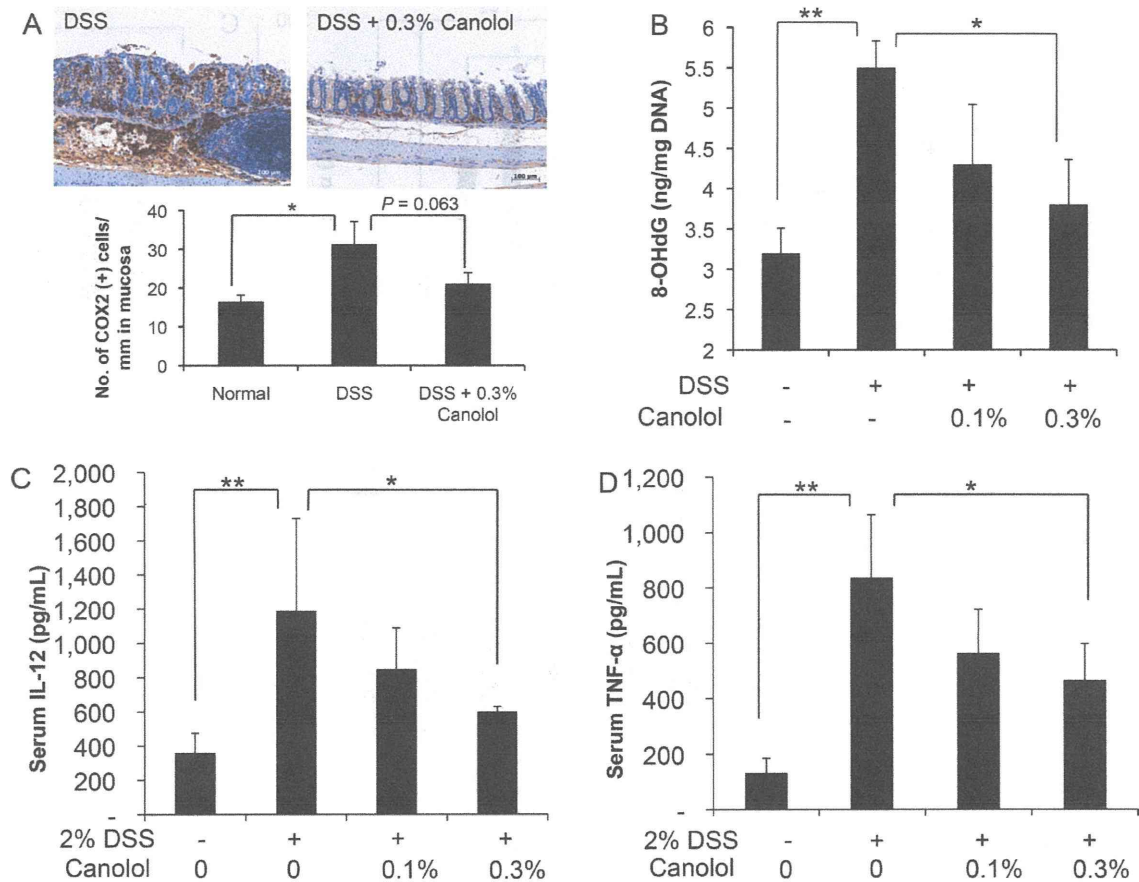 A
DSS
DSS + 0.3% Canolol
100 µm
100 µm
No. of COX2 (+) cells/
mm in mucosa
40
30
20
10
0
*
P = 0.063
Normal
DSS
DSS + 0.3%
Canolol
B
8-OHdG (ng/mg DNA)
6
5.5
5
4.5
4
3.5
3
2.5
2
**
*
DSS - + + +
Canolol - - 0.1% 0.3%
C
Serum IL-12 (pg/mL)
2,000
1,800
1,600
1,400
1,200
1,000
800
600
400
200
-
**
*
2% DSS - + + +
Canolol 0 0 0.1% 0.3%
D
Serum TNF-α (pg/mL)
1,200
1,000
800
600
400
200
-
**
*
2% DSS - + + +
Canolol 0 0 0.1% 0.3%